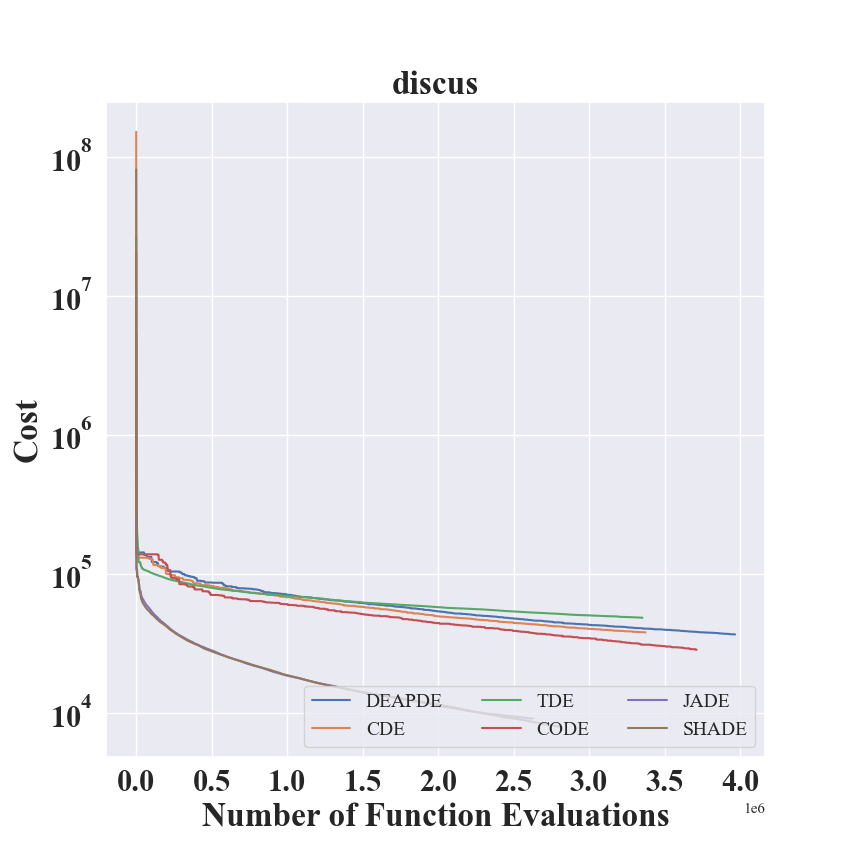 discus
Cost
10^8
10^7
10^6
10^5
10^4
DEAPDE TDE JADE
CDE CODE SHADE
0.0 0.5 1.0 1.5 2.0 2.5 3.0 3.5 4.0
1e6
Number of Function Evaluations